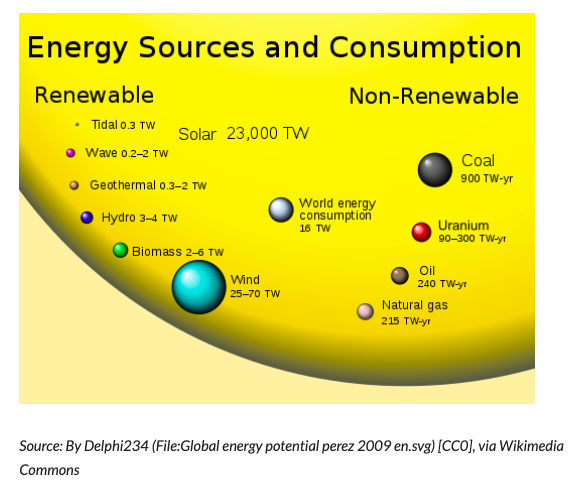 Energy Sources and Consumption
Renewable
Non-Renewable
Tidal 0.3 TW
Solar 23,000 TW
Wave 0.2–2 TW
Geothermal 0.3–2 TW
Hydro 3–4 TW
Biomass 2–6 TW
Wind
25–70 TW
World energy
consumption
16 TW
Coal
900 TW-yr
Uranium
90–300 TW-yr
Oil
240 TW-yr
Natural gas
215 TW-yr
Source: By Delphi234 (File:Global energy potential perez 2009 en.svg) [CC0], via Wikimedia
Commons